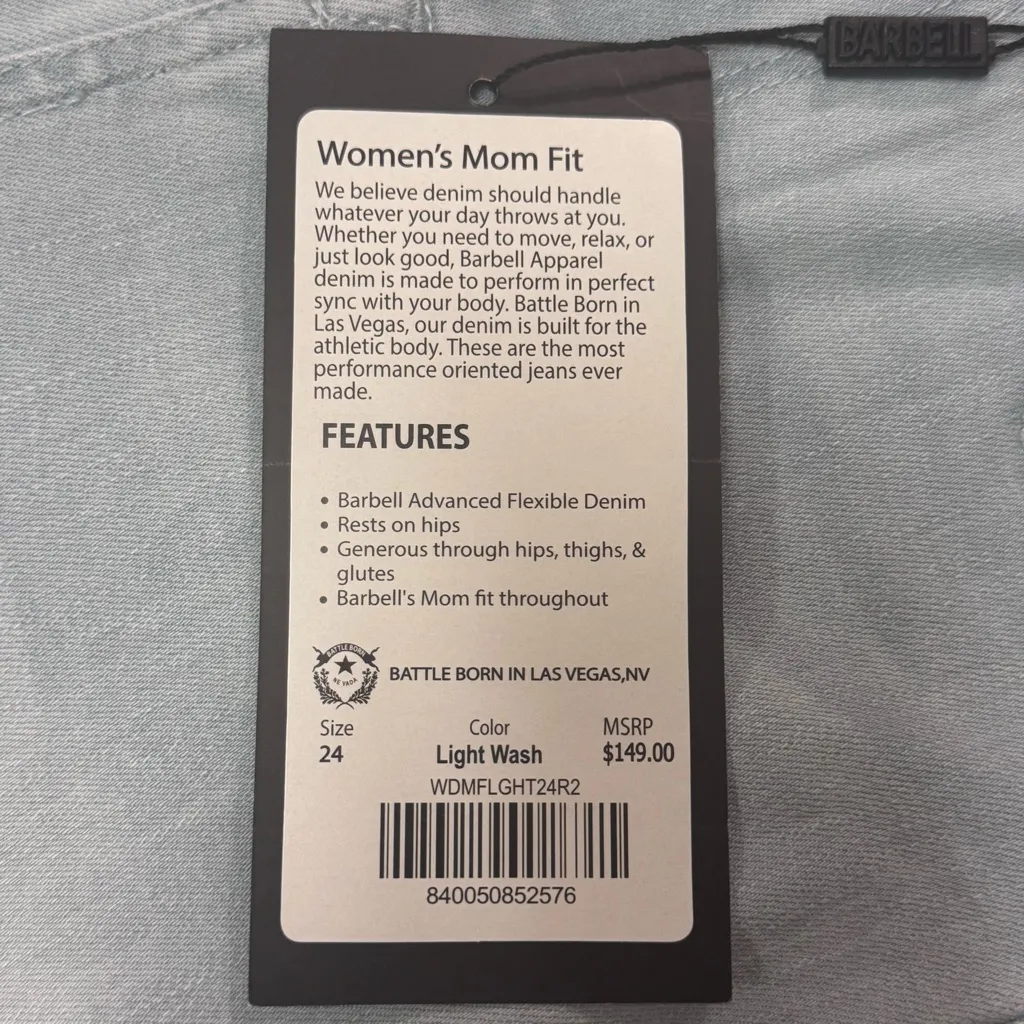 BARBELL
Women's Mom Fit
We believe denim should handle
whatever your day throws at you.
Whether you need to move, relax, or
just look good, Barbell Apparel
denim is made to perform in perfect
sync with your body. Battle Born in
Las Vegas, our denim is built for the
athletic body. These are the most
performance oriented jeans ever
made.
FEATURES
• Barbell Advanced Flexible Denim
• Rests on hips
• Generous through hips, thighs, &
glutes
• Barbell's Mom fit throughout
BATTLE BORN
NEVADA
BATTLE BORN IN LAS VEGAS,NV
Size Color MSRP
24 Light Wash $149.00
WDMFLGHT24R2
840050852576